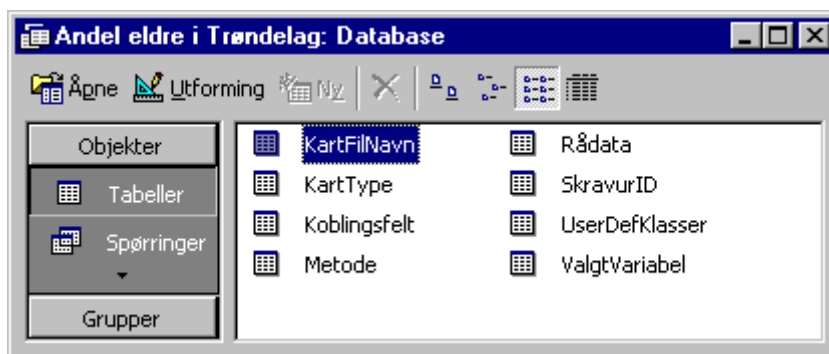 Andel eldre i Trøndelag: Database
Åpne Utforming Ny
Objekter
Tabeller
Spørringer
Grupper
KartFilNavn Rådata
KartType SkravurID
Koblingsfelt UserDefKlasser
Metode ValgtVariabel